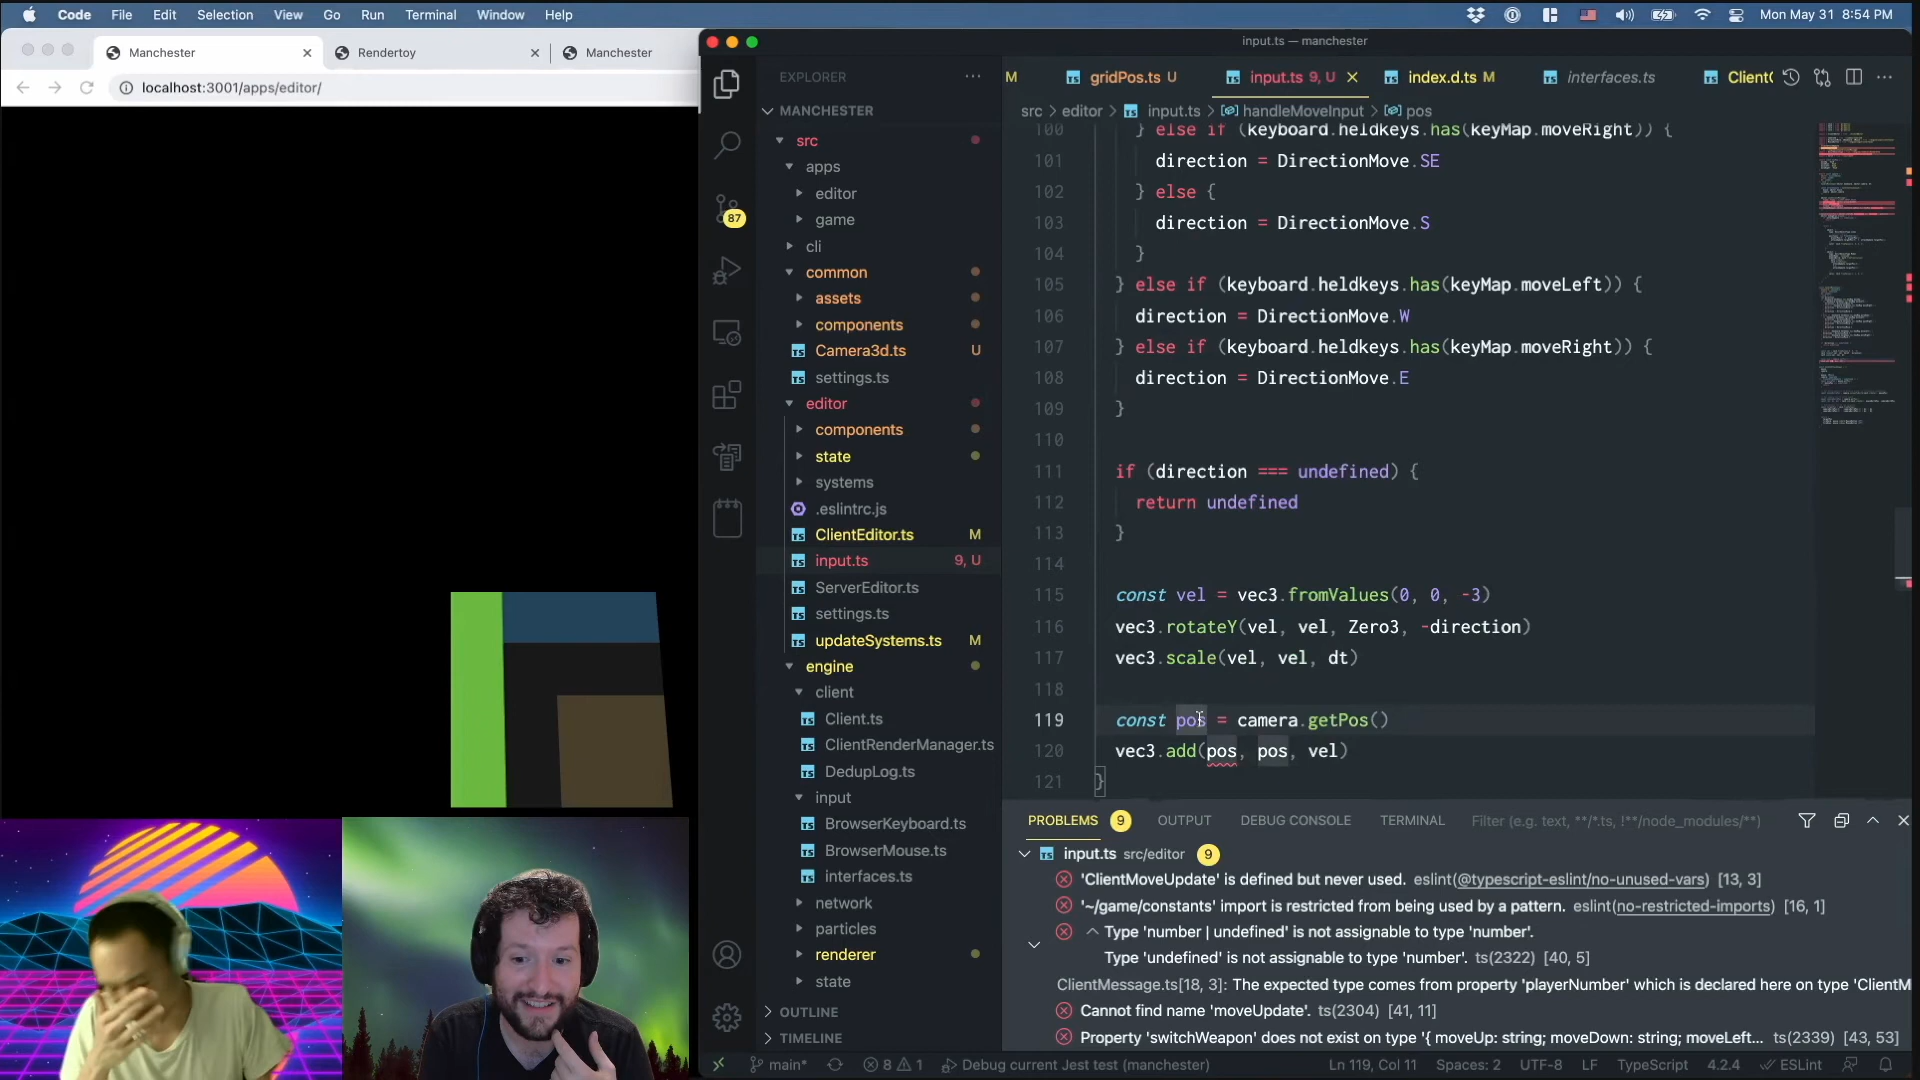 Code File Edit Selection View Go Run Terminal Window Help Mon May 31 8:54 PM
Manchester Rendertoy Manchester
localhost:3001/apps/editor/
input.ts — manchester
EXPLORER
MANCHESTER
src
apps
editor
game
cli
common
assets
components
Camera3d.ts U
settings.ts
editor
components
state
systems
.eslintrc.js
ClientEditor.ts M
input.ts 9, U
ServerEditor.ts
settings.ts
updateSystems.ts M
engine
client
Client.ts
ClientRenderManager.ts
DedupLog.ts
input
BrowserKeyboard.ts
BrowserMouse.ts
interfaces.ts
network
particles
renderer
state
OUTLINE
TIMELINE
87
M gridPos.ts U input.ts 9, U index.d.ts M interfaces.ts ClientC
src > editor > input.ts > handleMoveInput > pos
100 } else if (keyboard.heldkeys.has(keyMap.moveRight)) {
101 direction = DirectionMove.SE
102 } else {
103 direction = DirectionMove.S
104 }
105 } else if (keyboard.heldkeys.has(keyMap.moveLeft)) {
106 direction = DirectionMove.W
107 } else if (keyboard.heldkeys.has(keyMap.moveRight)) {
108 direction = DirectionMove.E
109 }
110
111 if (direction === undefined) {
112 return undefined
113 }
114
115 const vel = vec3.fromValues(0, 0, -3)
116 vec3.rotateY(vel, vel, Zero3, -direction)
117 vec3.scale(vel, vel, dt)
118
119 const pos = camera.getPos()
120 vec3.add(pos, pos, vel)
121 }
PROBLEMS 9 OUTPUT DEBUG CONSOLE TERMINAL Filter (e.g. text, **/*.ts, !**/node_modules/**)
input.ts src/editor 9
'ClientMoveUpdate' is defined but never used. eslint(@typescript-eslint/no-unused-vars) [13, 3]
'~/game/constants' import is restricted from being used by a pattern. eslint(no-restricted-imports) [16, 1]
Type 'number | undefined' is not assignable to type 'number'.
Type 'undefined' is not assignable to type 'number'. ts(2322) [40, 5]
ClientMessage.ts[18, 3]: The expected type comes from property 'playerNumber' which is declared here on type 'ClientM
Cannot find name 'moveUpdate'. ts(2304) [41, 11]
Property 'switchWeapon' does not exist on type '{ moveUp: string; moveDown: string; moveLeft... ts(2339) [43, 53]
main* 8 1 Debug current Jest test (manchester) Ln 119, Col 11 Spaces: 2 UTF-8 LF TypeScript 4.2.4 ESLint